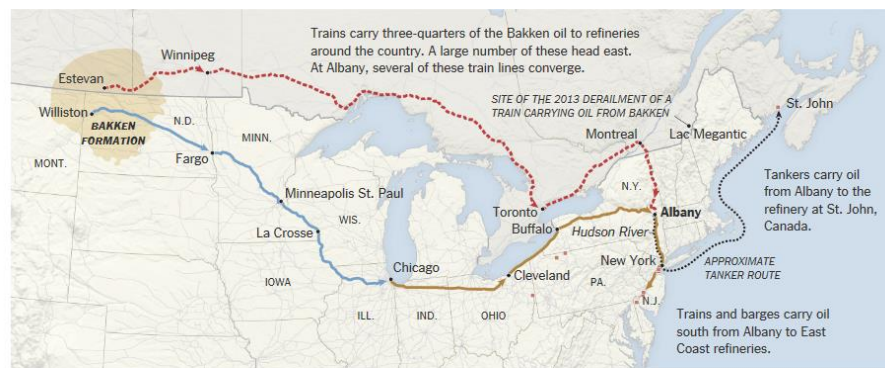 Trains carry three-quarters of the Bakken oil to refineries
around the country. A large number of these head east.
At Albany, several of these train lines converge.
Winnipeg
Estevan
Williston
BAKKEN
FORMATION
N.D.
MINN.
MONT.
Fargo
SITE OF THE 2013 DERAILMENT OF A
TRAIN CARRYING OIL FROM BAKKEN
St. John
Montreal
Lac Megantic
Minneapolis St. Paul
WIS.
La Crosse
N.Y.
Toronto
Albany
Buffalo
Hudson River
Tankers carry oil
from Albany to the
refinery at St. John,
Canada.
Chicago
Cleveland
New York
APPROXIMATE
TANKER ROUTE
IOWA
PA.
ILL.
IND.
OHIO
N.J.
Trains and barges carry oil
south from Albany to East
Coast refineries.